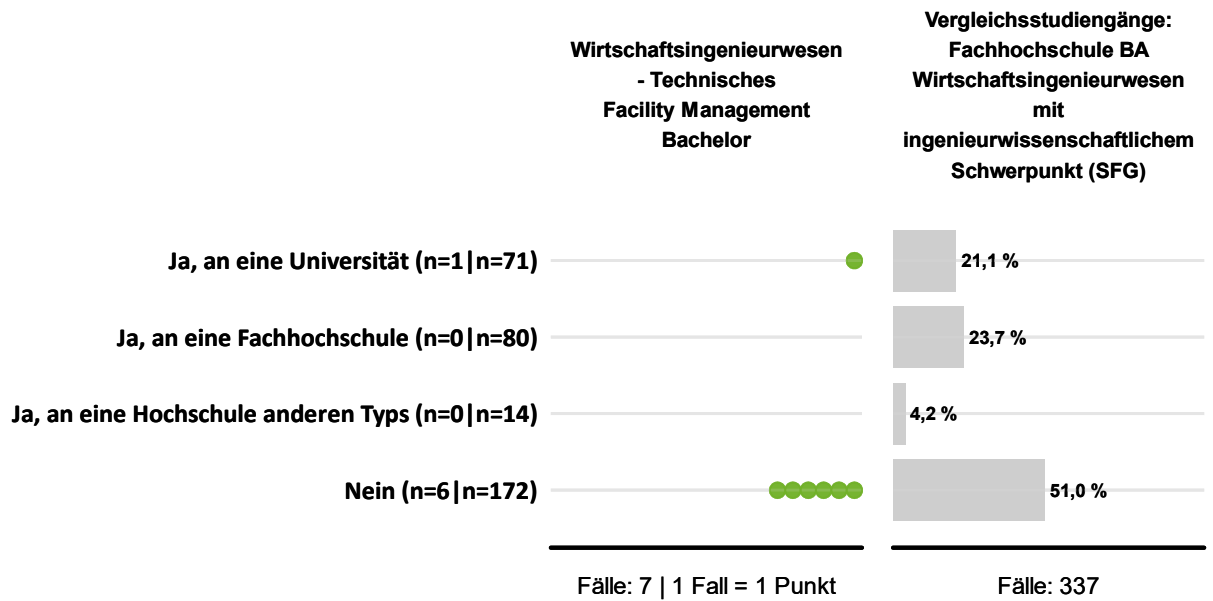 Wirtschaftsingenieurwesen
- Technisches
Facility Management
Bachelor
Vergleichsstudiengänge:
Fachhochschule BA
Wirtschaftsingenieurwesen
mit
ingenieurwissenschaftlichem
Schwerpunkt (SFG)
Ja, an eine Universität (n=1|n=71)
21,1 %
Ja, an eine Fachhochschule (n=0|n=80)
23,7 %
Ja, an eine Hochschule anderen Typs (n=0|n=14)
4,2 %
Nein (n=6|n=172)
51,0 %
Fälle: 7 | 1 Fall = 1 Punkt
Fälle: 337